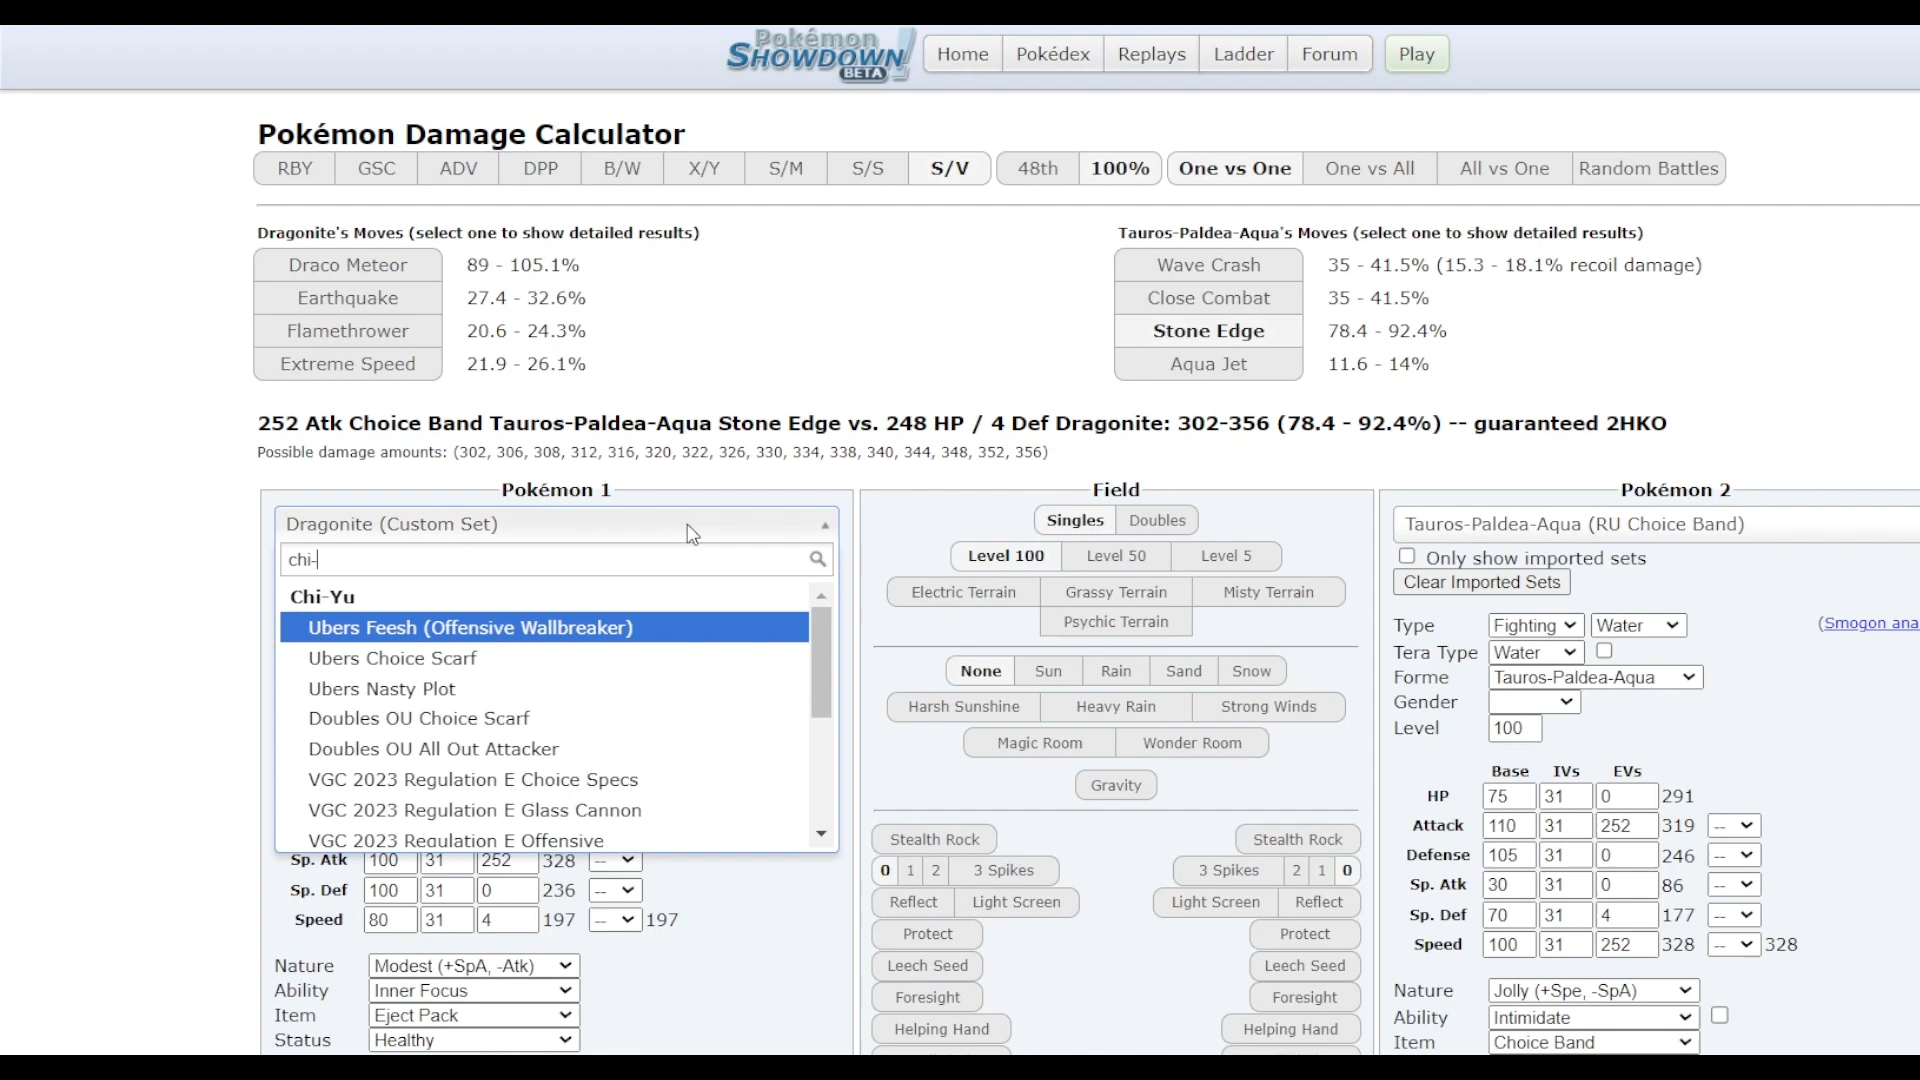 Pokémon
SHOWDOWN!
BETA
Home Pokédex Replays Ladder Forum Play
Pokémon Damage Calculator
RBY GSC ADV DPP B/W X/Y S/M S/S S/V 48th 100% One vs One One vs All All vs One Random Battles
Dragonite's Moves (select one to show detailed results)
Draco Meteor 89 - 105.1%
Earthquake 27.4 - 32.6%
Flamethrower 20.6 - 24.3%
Extreme Speed 21.9 - 26.1%
Tauros-Paldea-Aqua's Moves (select one to show detailed results)
Wave Crash 35 - 41.5% (15.3 - 18.1% recoil damage)
Close Combat 35 - 41.5%
Stone Edge 78.4 - 92.4%
Aqua Jet 11.6 - 14%
252 Atk Choice Band Tauros-Paldea-Aqua Stone Edge vs. 248 HP / 4 Def Dragonite: 302-356 (78.4 - 92.4%) -- guaranteed 2HKO
Possible damage amounts: (302, 306, 308, 312, 316, 320, 322, 326, 330, 334, 338, 340, 344, 348, 352, 356)
Pokémon 1
Dragonite (Custom Set)
chi-
Chi-Yu
Ubers Feesh (Offensive Wallbreaker)
Ubers Choice Scarf
Ubers Nasty Plot
Doubles OU Choice Scarf
Doubles OU All Out Attacker
VGC 2023 Regulation E Choice Specs
VGC 2023 Regulation E Glass Cannon
VGC 2023 Regulation E Offensive
Sp. Atk 100 31 252 328 --
Sp. Def 100 31 0 236 --
Speed 80 31 4 197 -- 197
Nature Modest (+SpA, -Atk)
Ability Inner Focus
Item Eject Pack
Status Healthy
Field
Singles Doubles
Level 100 Level 50 Level 5
Electric Terrain Grassy Terrain Misty Terrain
Psychic Terrain
None Sun Rain Sand Snow
Harsh Sunshine Heavy Rain Strong Winds
Magic Room Wonder Room
Gravity
Stealth Rock Stealth Rock
0 1 2 3 Spikes 3 Spikes 2 1 0
Reflect Light Screen Light Screen Reflect
Protect Protect
Leech Seed Leech Seed
Foresight Foresight
Helping Hand Helping Hand
Pokémon 2
Tauros-Paldea-Aqua (RU Choice Band)
Only show imported sets
Clear Imported Sets
Type Fighting Water (Smogon ana
Tera Type Water
Forme Tauros-Paldea-Aqua
Gender
Level 100
Base IVs EVs
HP 75 31 0 291
Attack 110 31 252 319 --
Defense 105 31 0 246 --
Sp. Atk 30 31 0 86 --
Sp. Def 70 31 4 177 --
Speed 100 31 252 328 -- 328
Nature Jolly (+Spe, -SpA)
Ability Intimidate
Item Choice Band